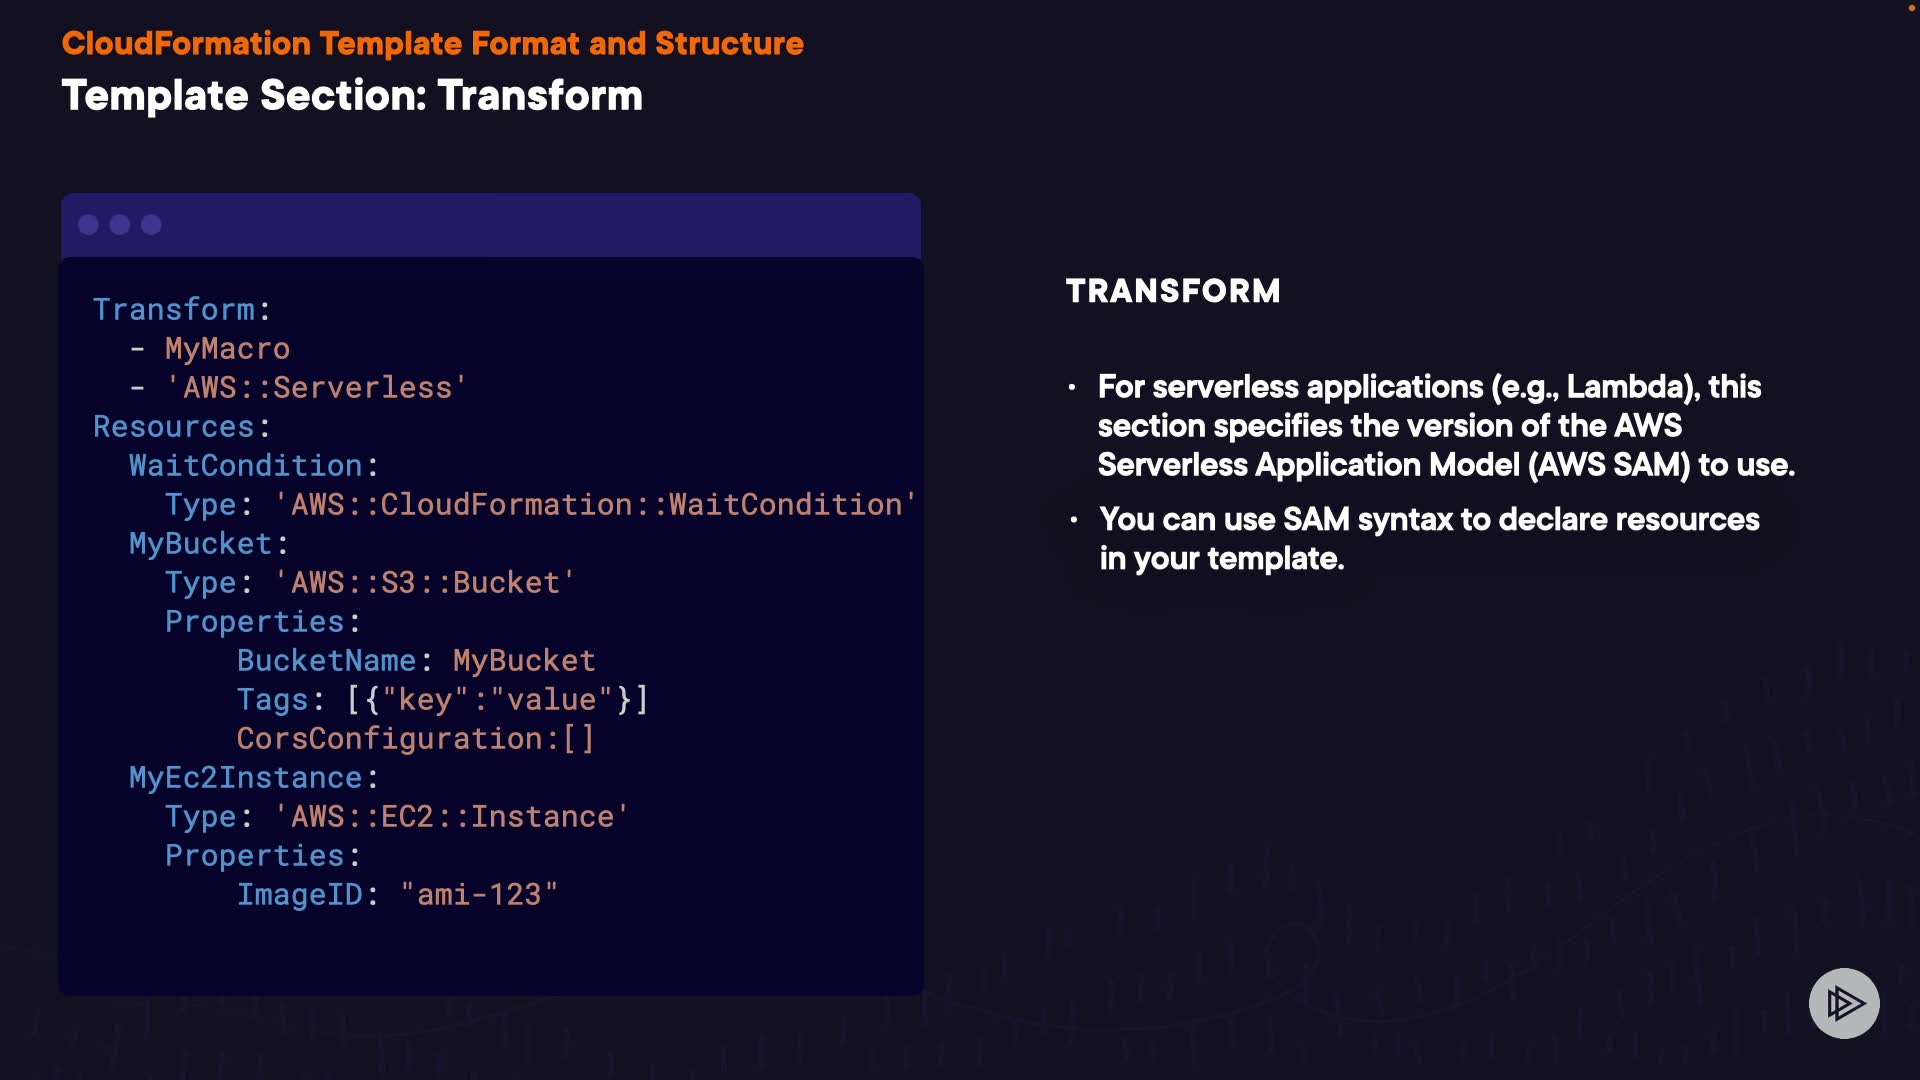 CloudFormation Template Format and Structure
Template Section: Transform
Transform:
  - MyMacro
  - 'AWS::Serverless'
Resources:
  WaitCondition:
    Type: 'AWS::CloudFormation::WaitCondition'
  MyBucket:
    Type: 'AWS::S3::Bucket'
    Properties:
        BucketName: MyBucket
        Tags: [{"key":"value"}]
        CorsConfiguration:[]
  MyEc2Instance:
    Type: 'AWS::EC2::Instance'
    Properties:
        ImageID: "ami-123"
TRANSFORM
• For serverless applications (e.g., Lambda), this
section specifies the version of the AWS
Serverless Application Model (AWS SAM) to use.
• You can use SAM syntax to declare resources
in your template.